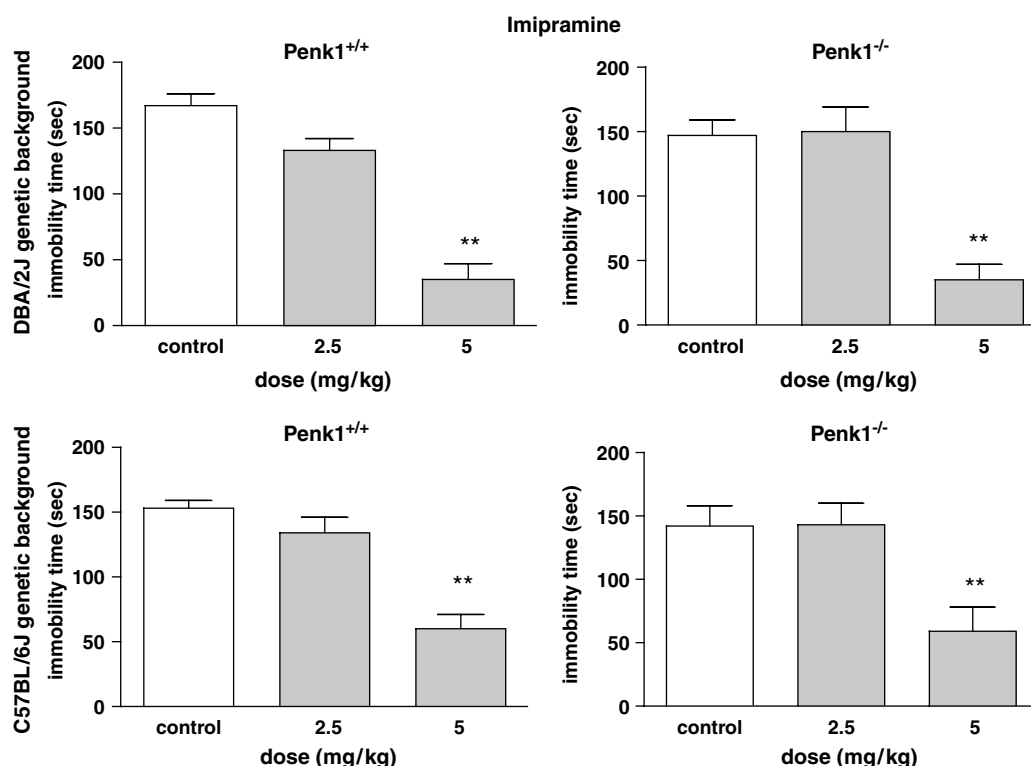 Imipramine
DBA/2J genetic background
Penk1+/+
immobility time (sec)
200
150
100
50
0
**
control 2.5 5
dose (mg/kg)
Penk1-/-
immobility time (sec)
200
150
100
50
0
**
control 2.5 5
dose (mg/kg)
C57BL/6J genetic background
Penk1+/+
immobility time (sec)
200
150
100
50
0
**
control 2.5 5
dose (mg/kg)
Penk1-/-
immobility time (sec)
200
150
100
50
0
**
control 2.5 5
dose (mg/kg)